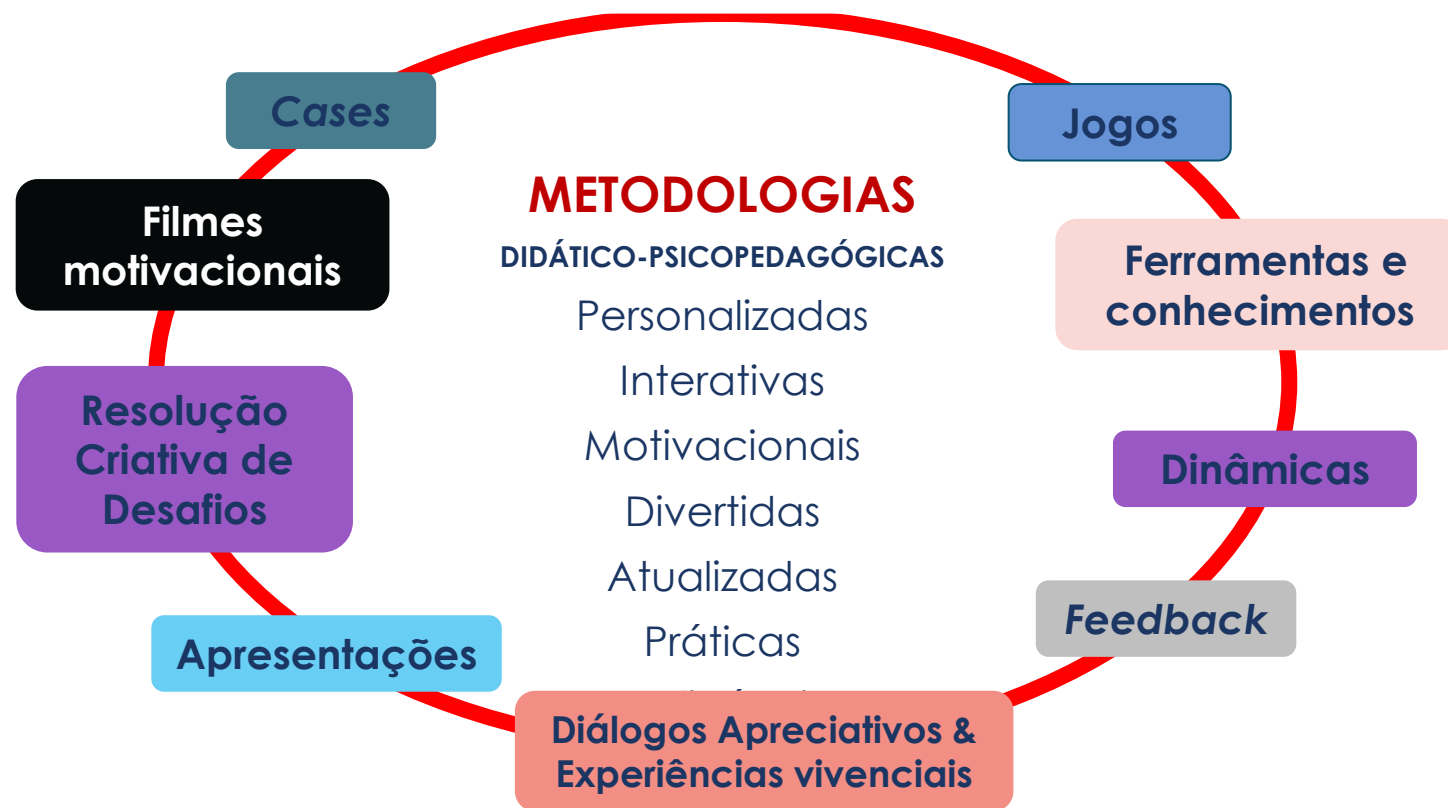 Cases
Jogos
METODOLOGIAS
DIDÁTICO-PSICOPEDAGÓGICAS
Personalizadas
Interativas
Motivacionais
Divertidas
Atualizadas
Práticas
Filmes
motivacionais
Ferramentas e
conhecimentos
Resolução
Criativa de
Desafios
Dinâmicas
Apresentações
Feedback
Diálogos Apreciativos &
Experiências vivenciais